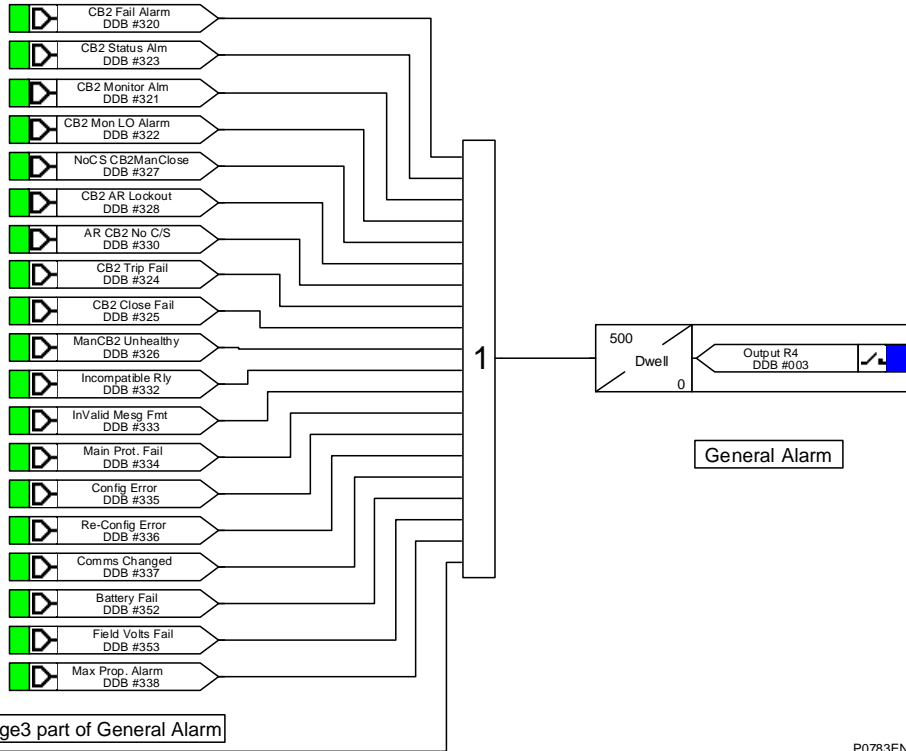 CB2 Fail Alarm
DDB #320
CB2 Status Alm
DDB #323
CB2 Monitor Alm
DDB #321
CB2 Mon LO Alarm
DDB #322
NoCS CB2ManClose
DDB #327
CB2 AR Lockout
DDB #328
AR CB2 No C/S
DDB #330
CB2 Trip Fail
DDB #324
CB2 Close Fail
DDB #325
ManCB2 Unhealthy
DDB #326
Incompatible Rly
DDB #332
InValid Mesg Fmt
DDB #333
Main Prot. Fail
DDB #334
Config Error
DDB #335
Re-Config Error
DDB #336
Comms Changed
DDB #337
Battery Fail
DDB #352
Field Volts Fail
DDB #353
Max Prop. Alarm
DDB #338
1
500
Dwell
0
Output R4
DDB #003
General Alarm
ge3 part of General Alarm
P0783EN